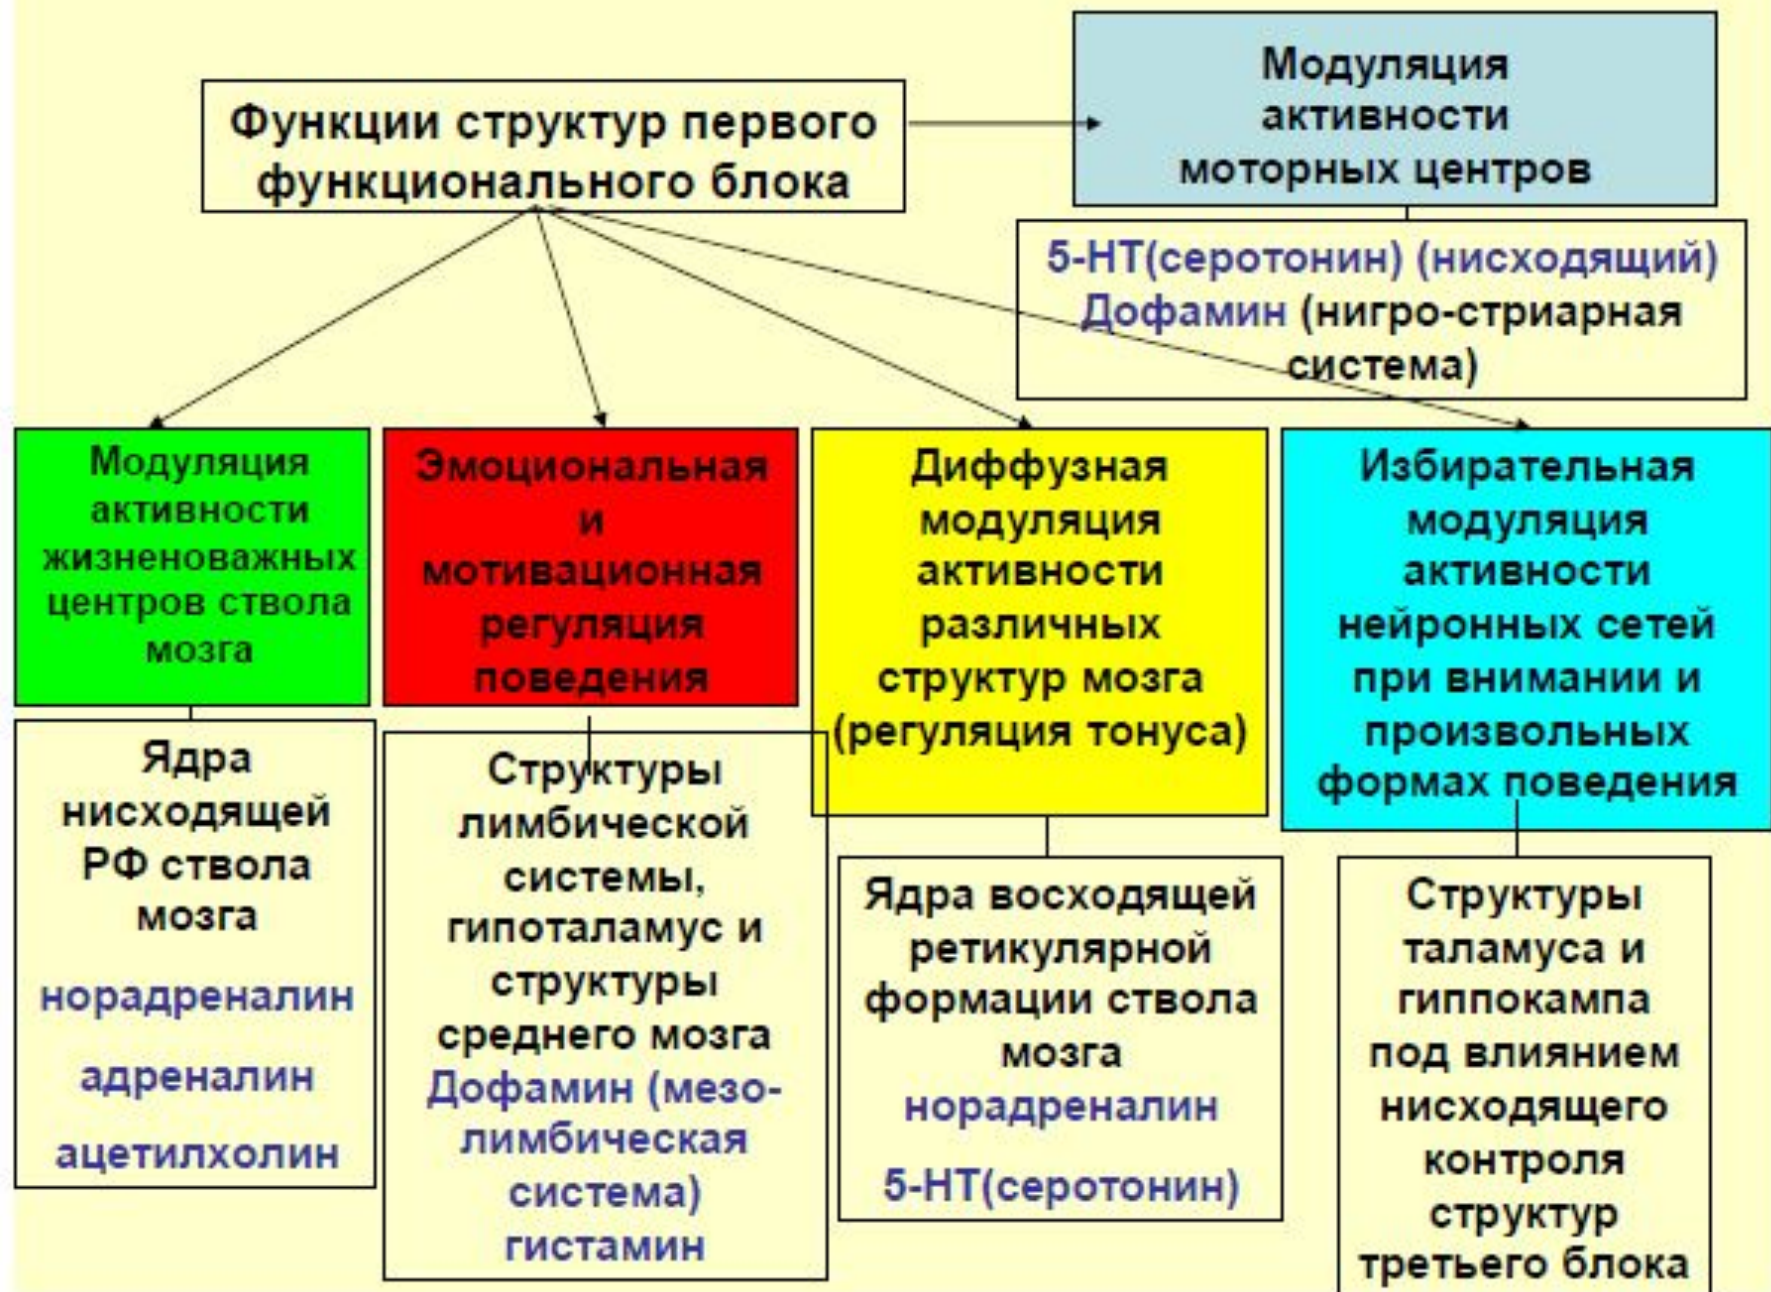 Функции структур первого
функционального блока
Модуляция
активности
моторных центров
5-НТ(серотонин) (нисходящий)
Дофамин (нигро-стриарная
система)
Модуляция
активности
жизненоважных
центров ствола
мозга
Ядра
нисходящей
РФ ствола
мозга
норадреналин
адреналин
ацетилхолин
Эмоциональная
и
мотивационная
регуляция
поведения
Структуры
лимбической
системы,
гипоталамус и
структуры
среднего мозга
Дофамин (мезо-
лимбическая
система)
гистамин
Диффузная
модуляция
активности
различных
структур мозга
(регуляция тонуса)
Ядра восходящей
ретикулярной
формации ствола
мозга
норадреналин
5-НТ(серотонин)
Избирательная
модуляция
активности
нейронных сетей
при внимании и
произвольных
формах поведения
Структуры
таламуса и
гиппокампа
под влиянием
нисходящего
контроля
структур
третьего блока